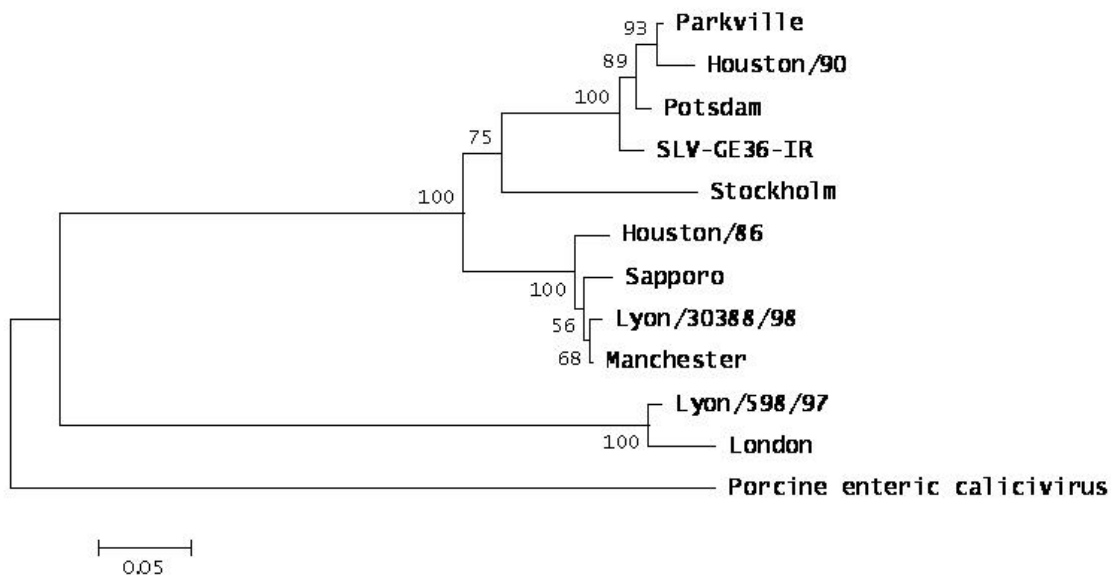 93
Parkville
Houston/90
89
Potsdam
100
SLV-GE36-IR
75
Stockholm
100
Houston/86
Sapporo
100
Lyon/30388/98
56
Manchester
68
Lyon/598/97
London
100
Porcine enteric calicivirus
0.05